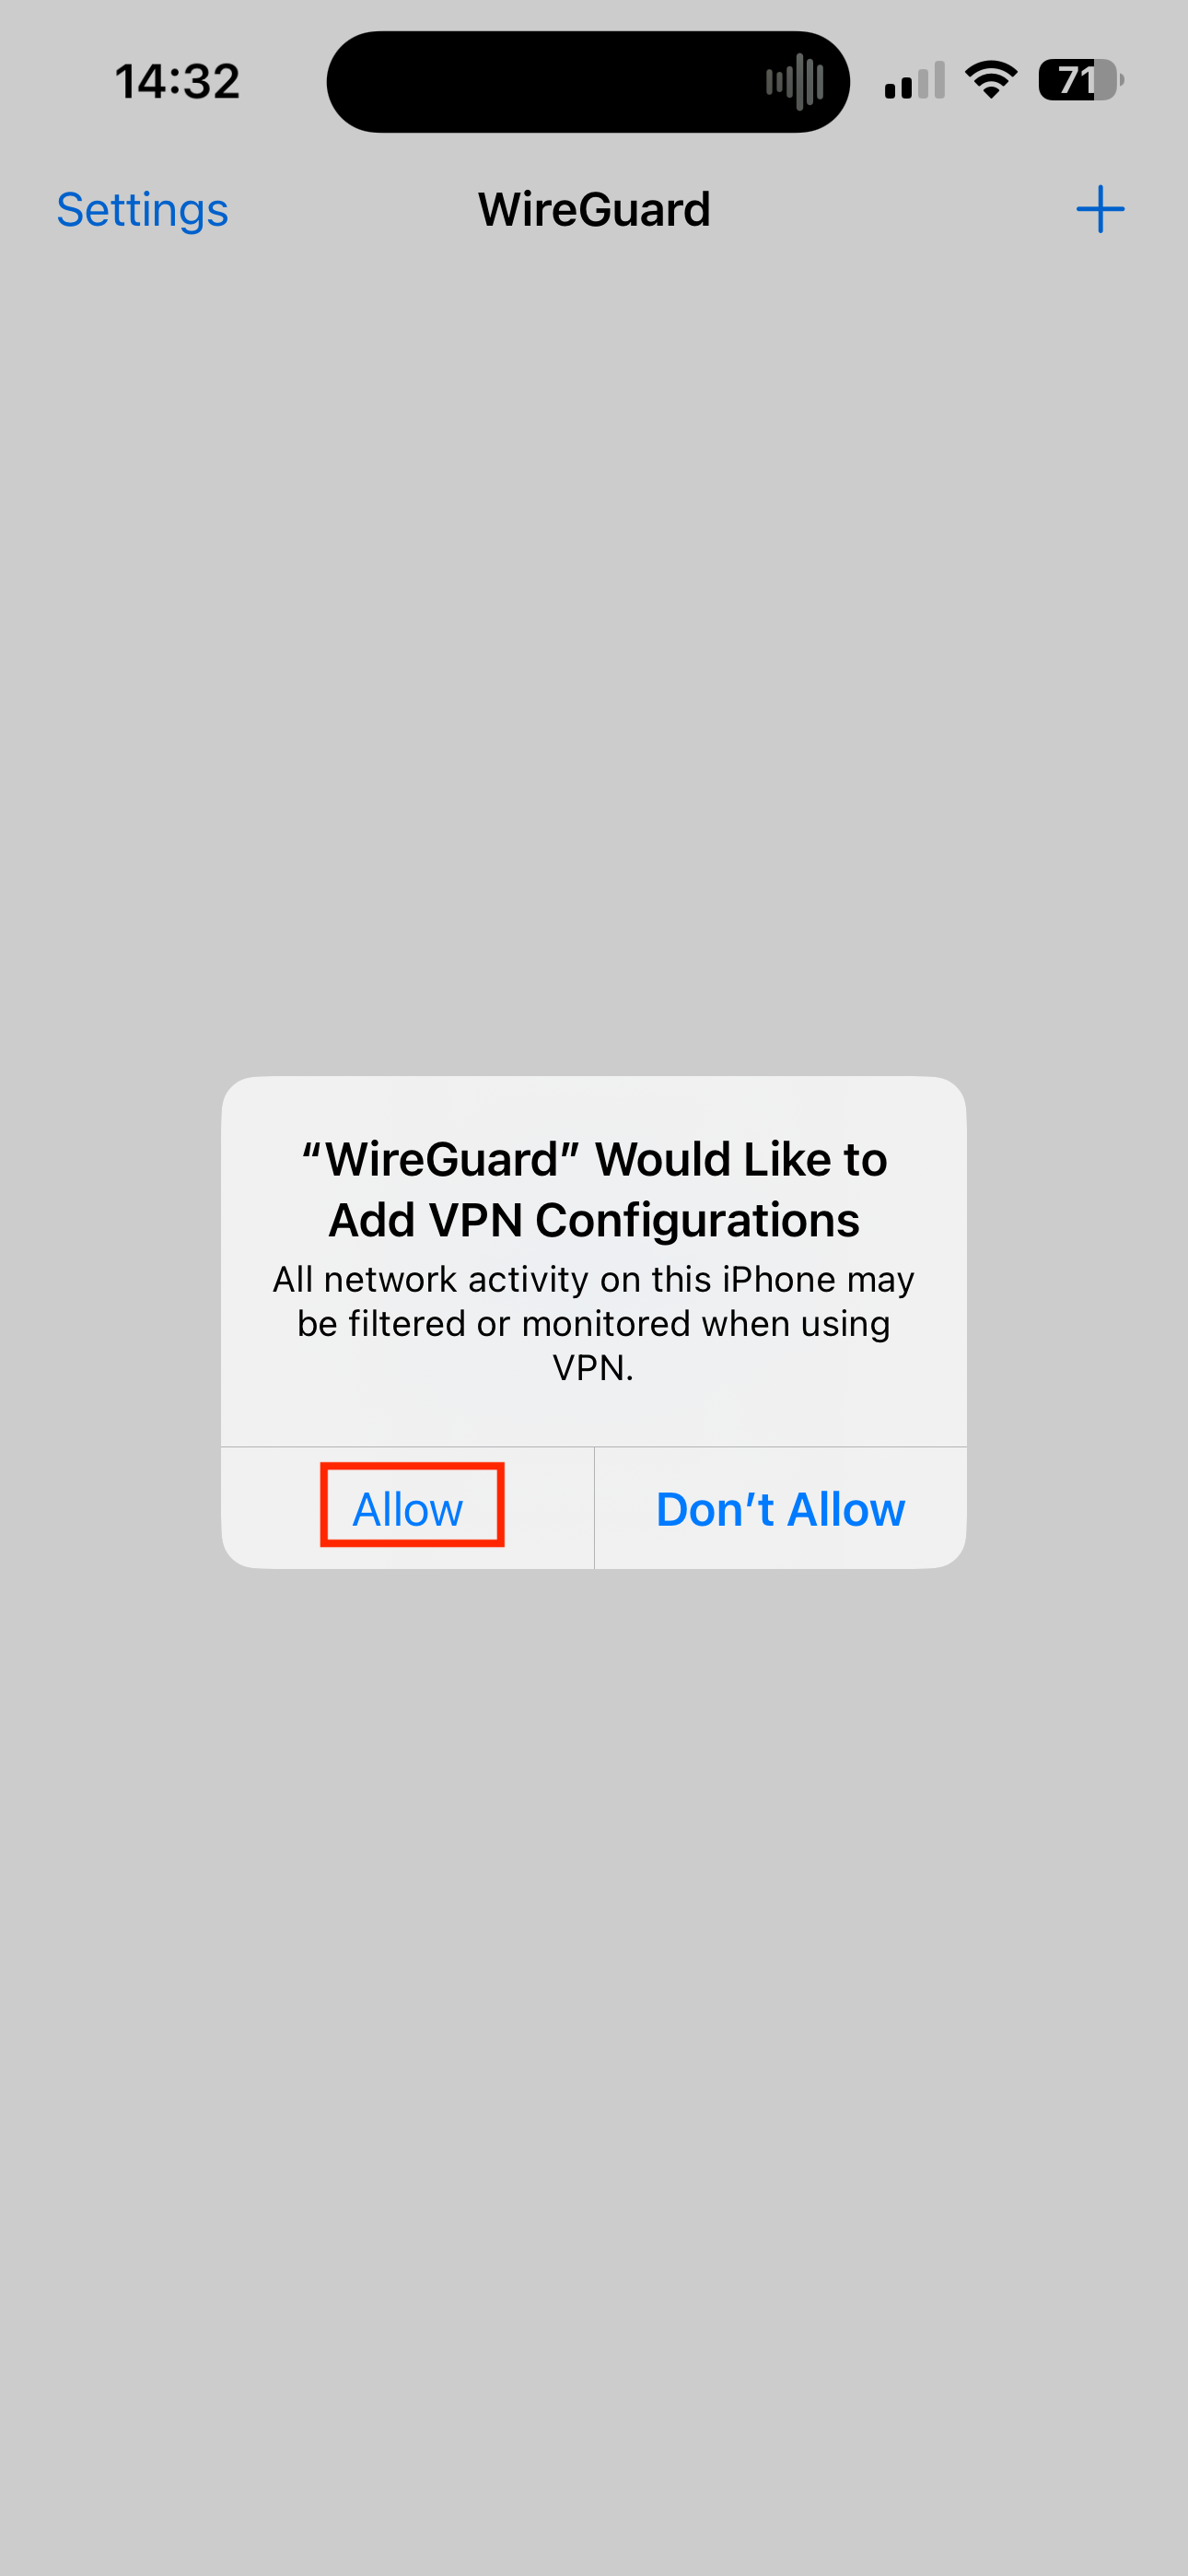 14:32
71
Settings
WireGuard
“WireGuard” Would Like to
Add VPN Configurations
All network activity on this iPhone may
be filtered or monitored when using
VPN.
Allow
Don’t Allow